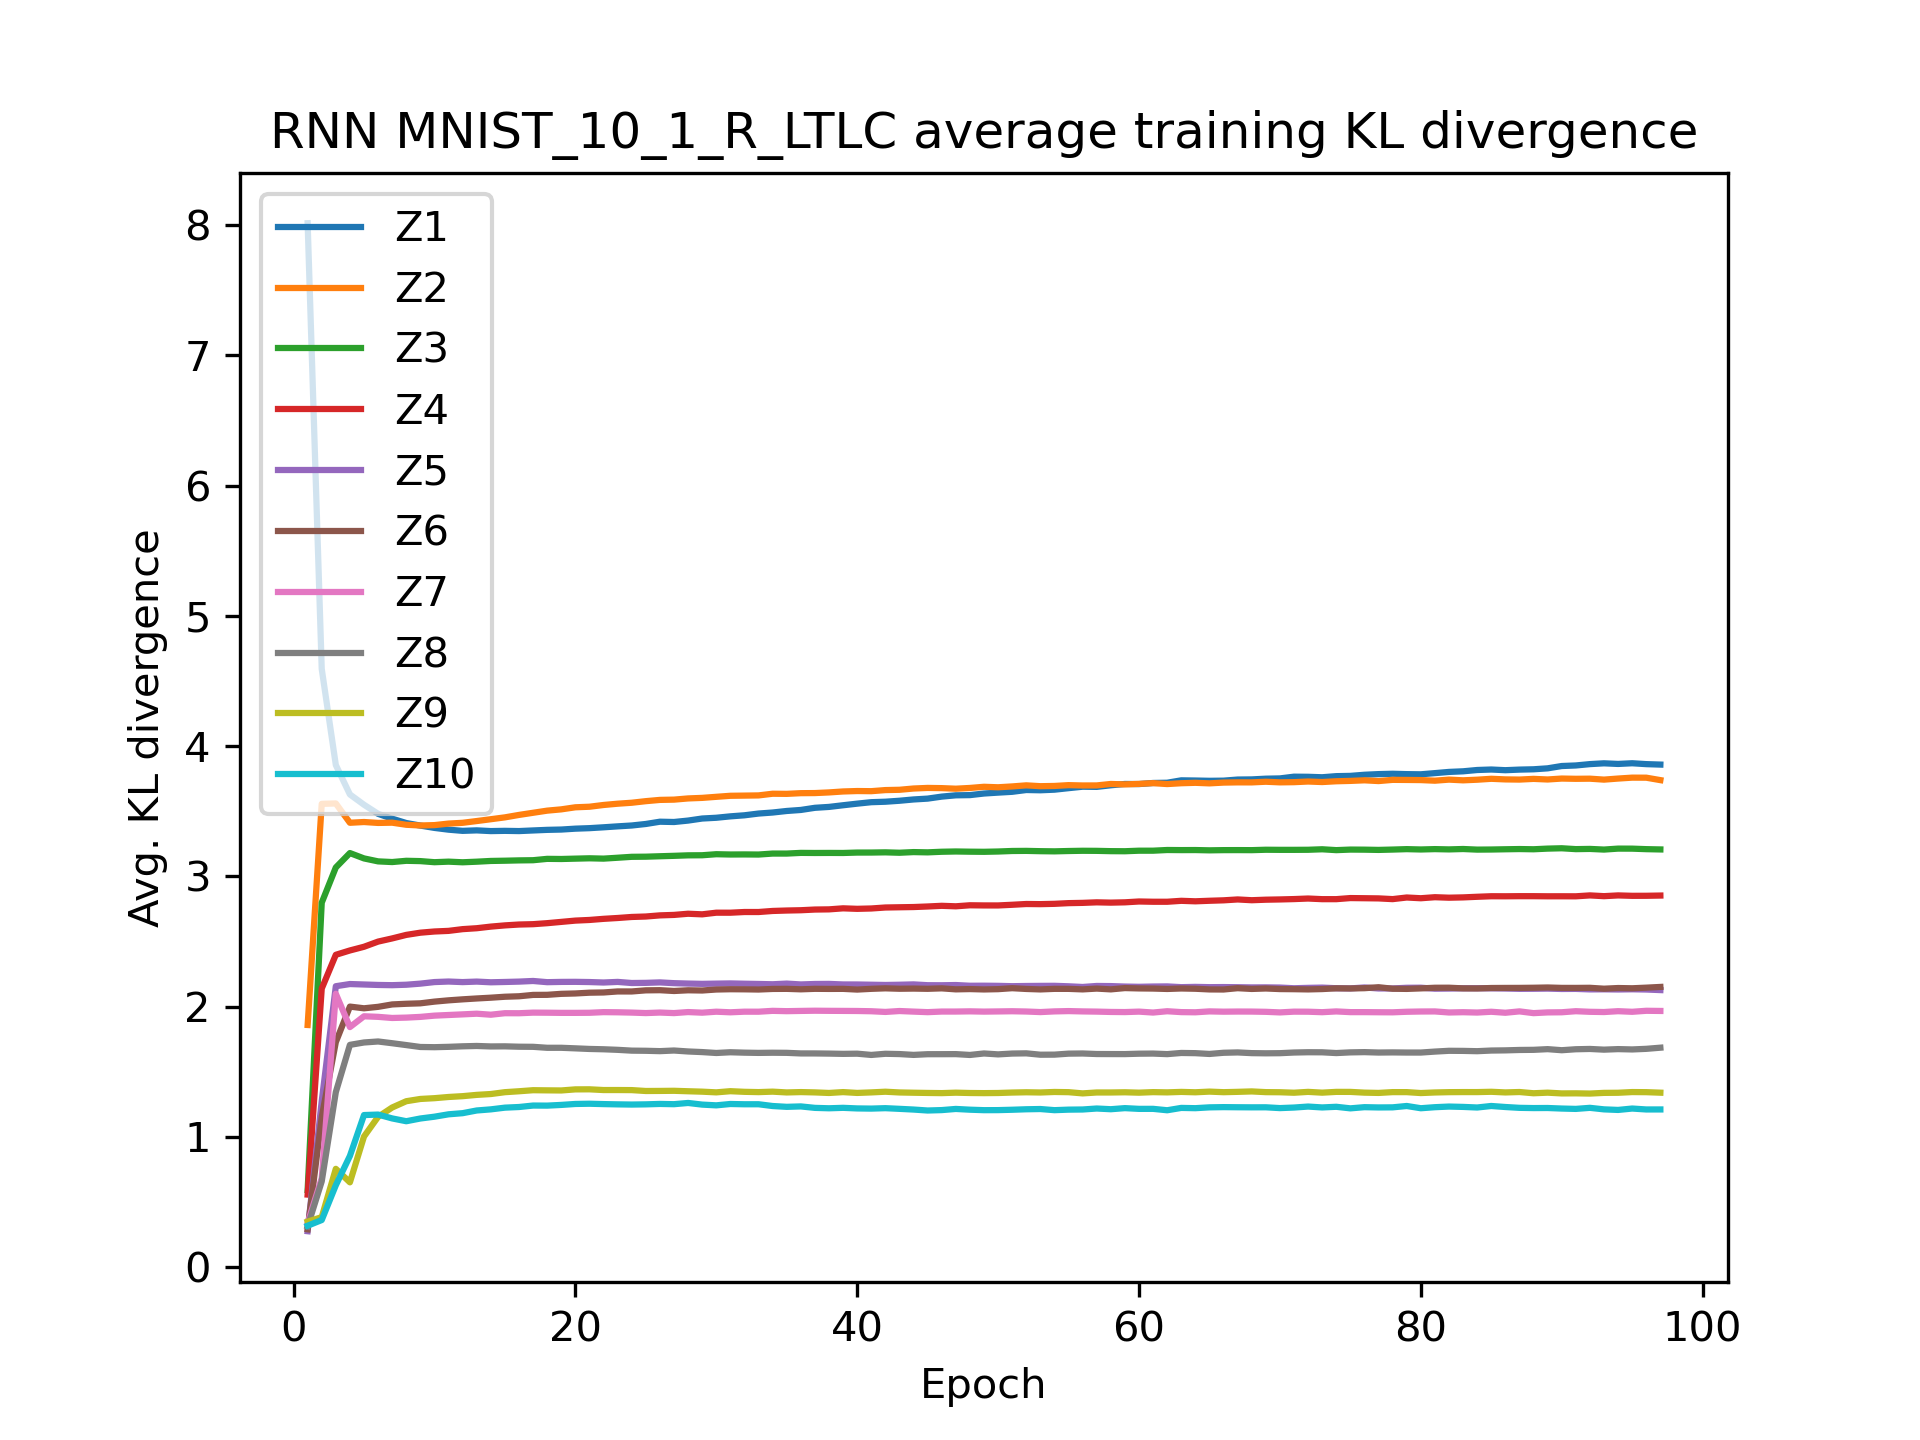 RNN MNIST_10_1_R_LTLC average training KL divergence
Z1
Z2
Z3
Z4
Z5
Z6
Z7
Z8
Z9
Z10
Avg. KL divergence
8
7
6
5
4
3
2
1
0
0 20 40 60 80 100
Epoch